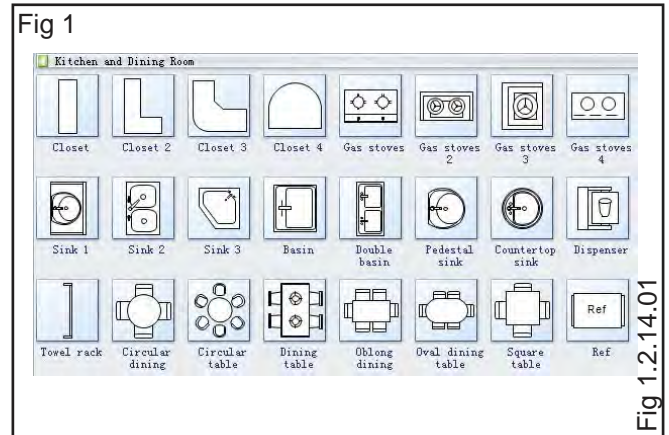 Fig 1
Kitchen and Dining Room
Closet Closet 2 Closet 3 Closet 4 Gas stoves Gas stoves 2 Gas stoves 3 Gas stoves 4
Sink 1 Sink 2 Sink 3 Basin Double basin Pedestal sink Countertop sink Dispenser
Ref
Towel rack Circular dining Circular table Dining table Oblong dining Oval dining table Square table Ref
Fig 1.2.14.01